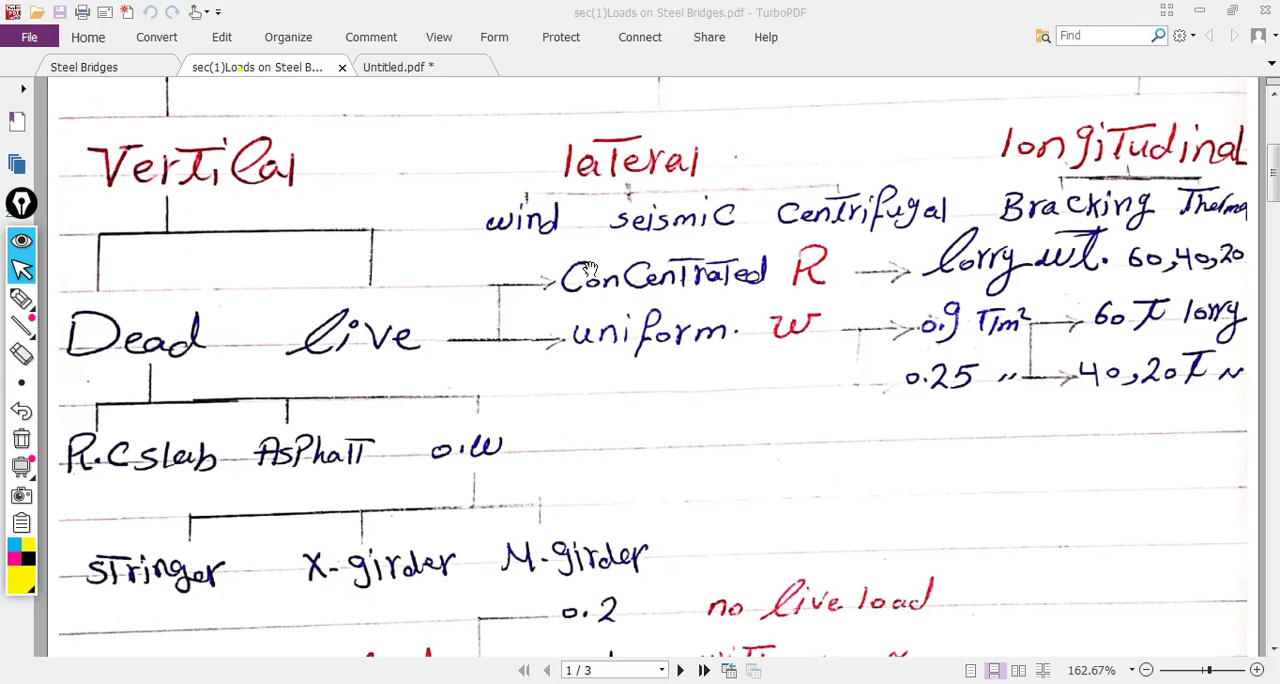 sec(1)Loads on Steel Bridges.pdf - TurboPDF
File Home Convert Edit Organize Comment View Form Protect Connect Share Help Find
Steel Bridges sec(1)Loads on Steel B... Untitled.pdf *
Vertical lateral longitudinal
wind seismic Centrifugal Bracking Therma
Concentrated R lorry wt. 60,40,20
Dead live uniform. w 0.9 T/m² 60 T lorry
0.25 " 40,20 T ~
R.C slab Asphalt o.w
stringer X-girder M-girder
0.2 no live load
1 / 3 162.67%